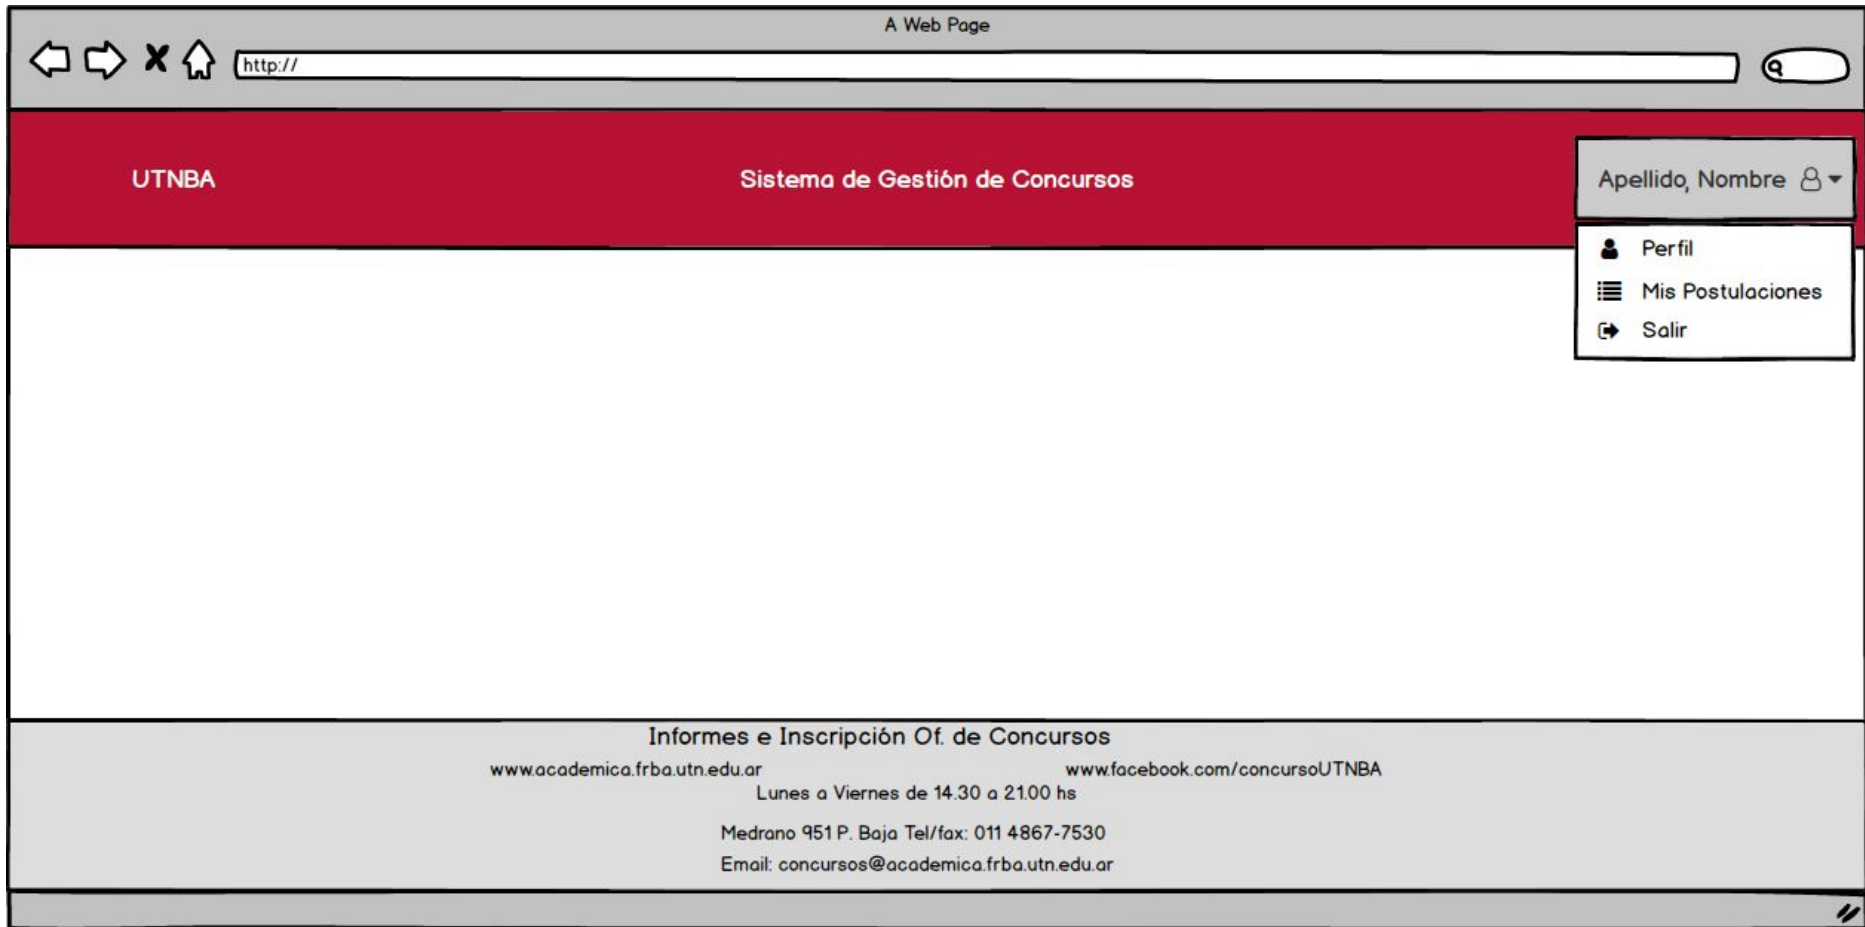 A Web Page
http://
UTNBA
Sistema de Gestión de Concursos
Apellido, Nombre
Perfil
Mis Postulaciones
Salir
Informes e Inscripción Of. de Concursos
www.academica.frba.utn.edu.ar www.facebook.com/concursoUTNBA
Lunes a Viernes de 14.30 a 21.00 hs
Medrano 951 P. Baja Tel/fax: 011 4867-7530
Email: concursos@academica.frba.utn.edu.ar